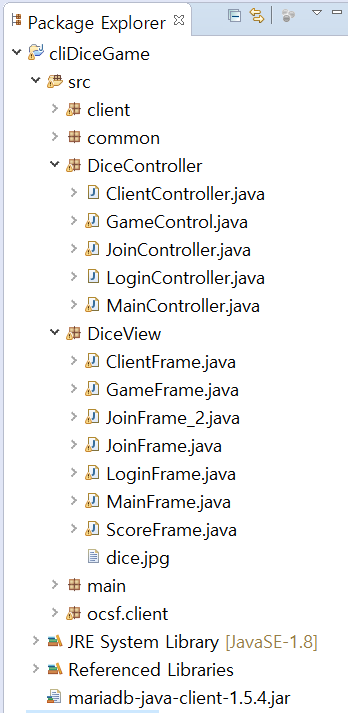 Package Explorer
cliDiceGame
src
client
common
DiceController
ClientController.java
GameControl.java
JoinController.java
LoginController.java
MainController.java
DiceView
ClientFrame.java
GameFrame.java
JoinFrame_2.java
JoinFrame.java
LoginFrame.java
MainFrame.java
ScoreFrame.java
dice.jpg
main
ocsf.client
JRE System Library [JavaSE-1.8]
Referenced Libraries
mariadb-java-client-1.5.4.jar